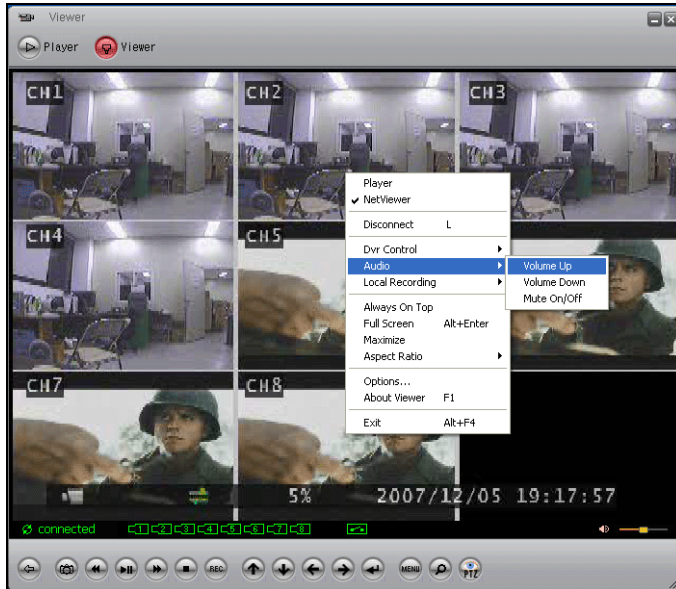 Viewer
Player Viewer
CH1 CH2 CH3
Player
NetViewer
Disconnect L
CH4 CH5
Dvr Control
Audio Volume Up
Local Recording Volume Down
Mute On/Off
Always On Top
Full Screen Alt+Enter
Maximize
Aspect Ratio
Options...
CH7 CH8
About Viewer F1
Exit Alt+F4
5% 2007/12/05 19:17:57
connected 1 2 3 4 5 6 7 8
REC MENU PTZ